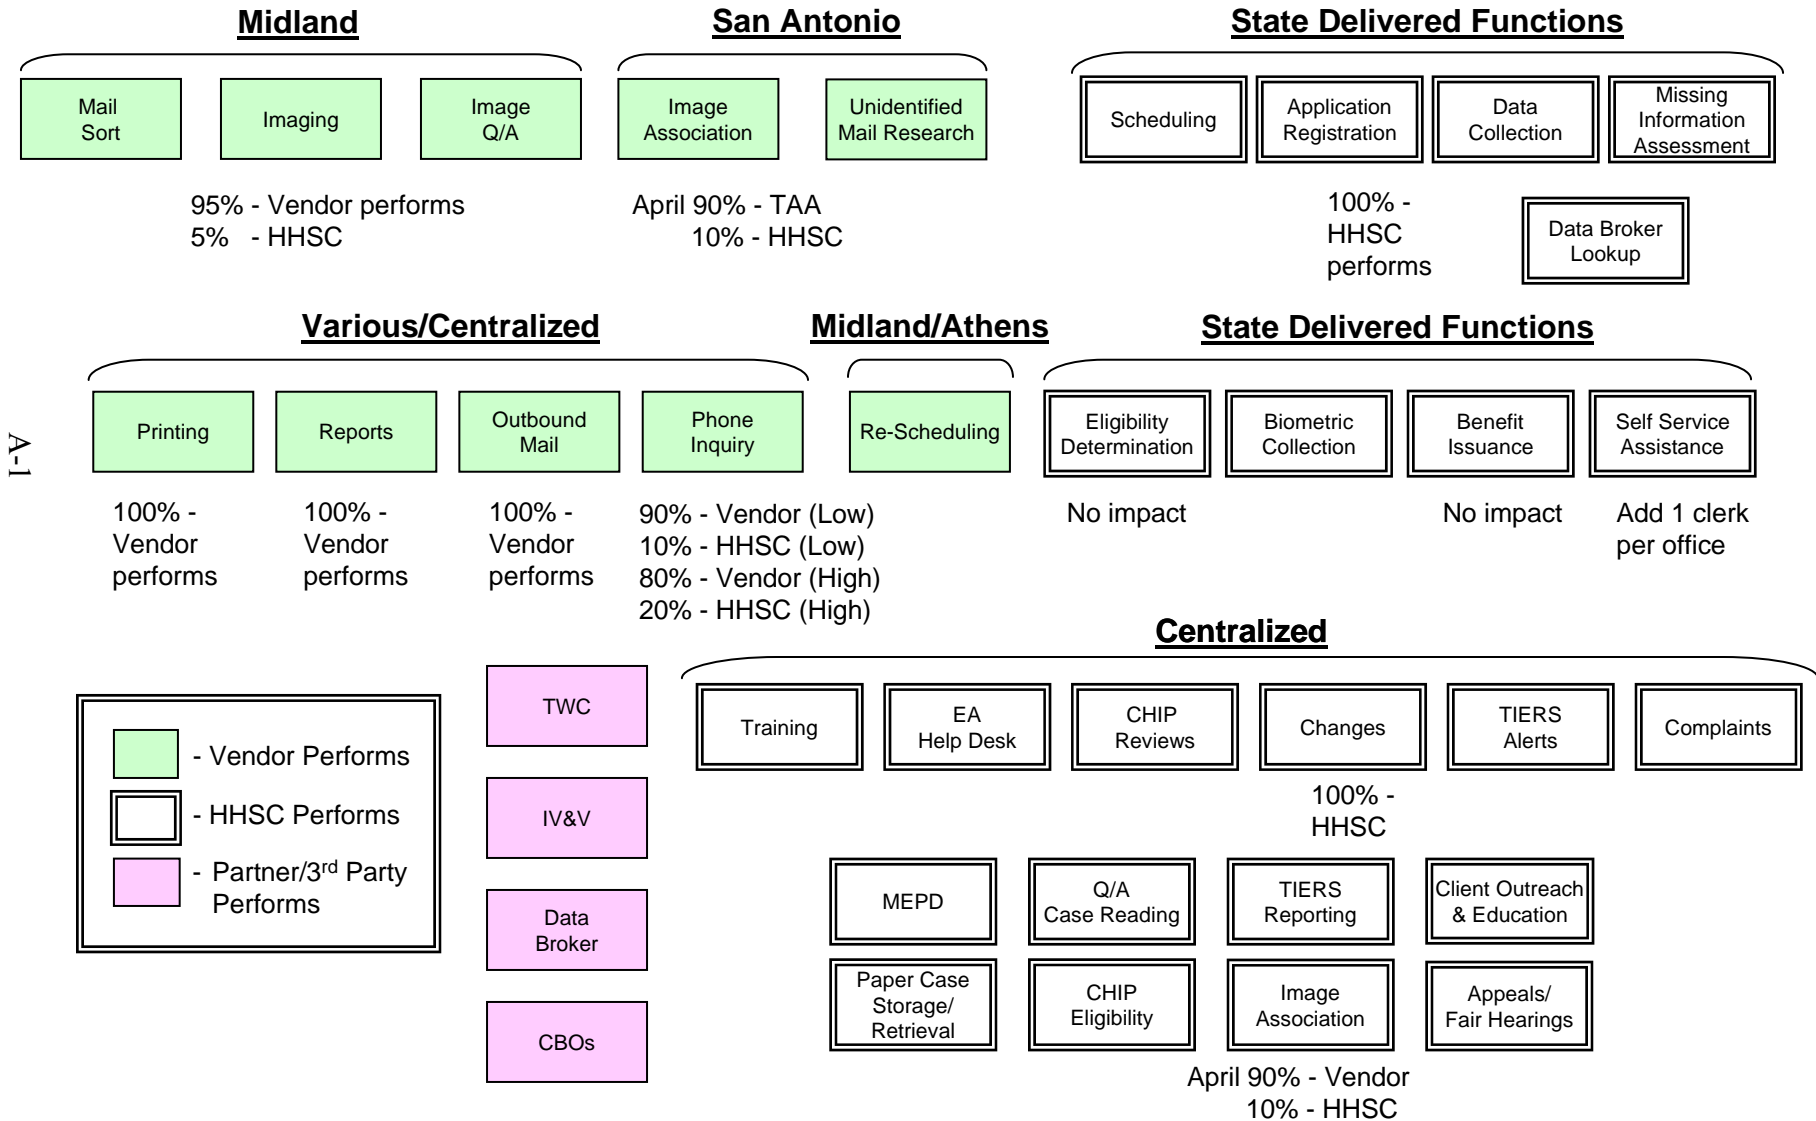 Midland
San Antonio
State Delivered Functions
Mail
Sort
Imaging
Image
Q/A
Image
Association
Unidentified
Mail Research
Scheduling
Application
Registration
Data
Collection
Missing
Information
Assessment
95% - Vendor performs
5% - HHSC
April 90% - TAA
10% - HHSC
100% -
HHSC
performs
Data Broker
Lookup
Various/Centralized
Midland/Athens
State Delivered Functions
Printing
Reports
Outbound
Mail
Phone
Inquiry
Re-Scheduling
Eligibility
Determination
Biometric
Collection
Benefit
Issuance
Self Service
Assistance
A-1
100% -
Vendor
performs
100% -
Vendor
performs
100% -
Vendor
performs
90% - Vendor (Low)
10% - HHSC (Low)
80% - Vendor (High)
20% - HHSC (High)
No impact
No impact
Add 1 clerk
per office
Centralized
TWC
IV&V
Data
Broker
CBOs
Training
EA
Help Desk
CHIP
Reviews
Changes
TIERS
Alerts
Complaints
100% -
HHSC
- Vendor Performs
- HHSC Performs
- Partner/3rd Party
Performs
MEPD
Q/A
Case Reading
TIERS
Reporting
Client Outreach
& Education
Paper Case
Storage/
Retrieval
CHIP
Eligibility
Image
Association
Appeals/
Fair Hearings
April 90% - Vendor
10% - HHSC